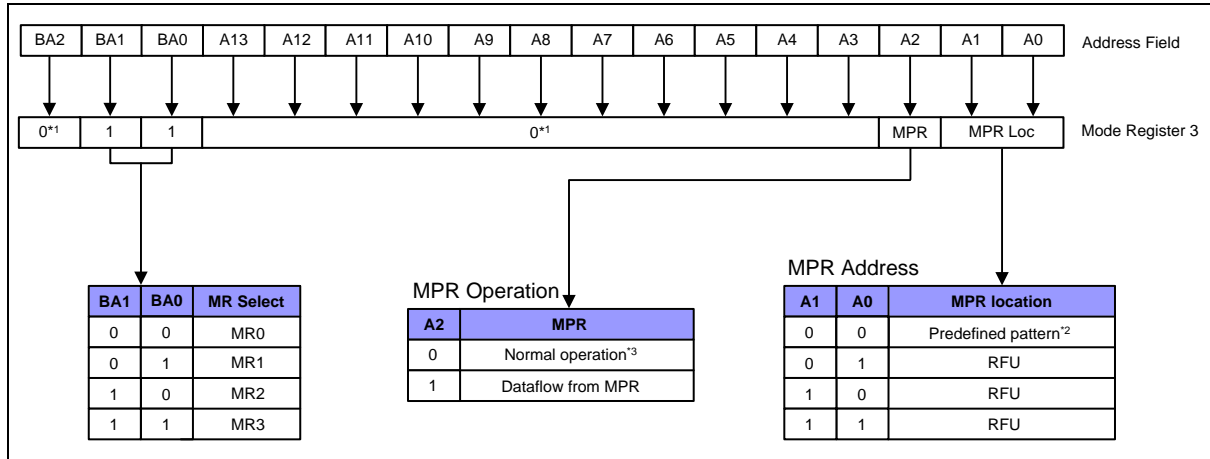 BA2 BA1 BA0 A13 A12 A11 A10 A9 A8 A7 A6 A5 A4 A3 A2 A1 A0 Address Field
0*1 1 1 0*1 MPR MPR Loc Mode Register 3
BA1 BA0 MR Select
0 0 MR0
0 1 MR1
1 0 MR2
1 1 MR3
MPR Operation
A2 MPR
0 Normal operation*3
1 Dataflow from MPR
MPR Address
A1 A0 MPR location
0 0 Predefined pattern*2
0 1 RFU
1 0 RFU
1 1 RFU